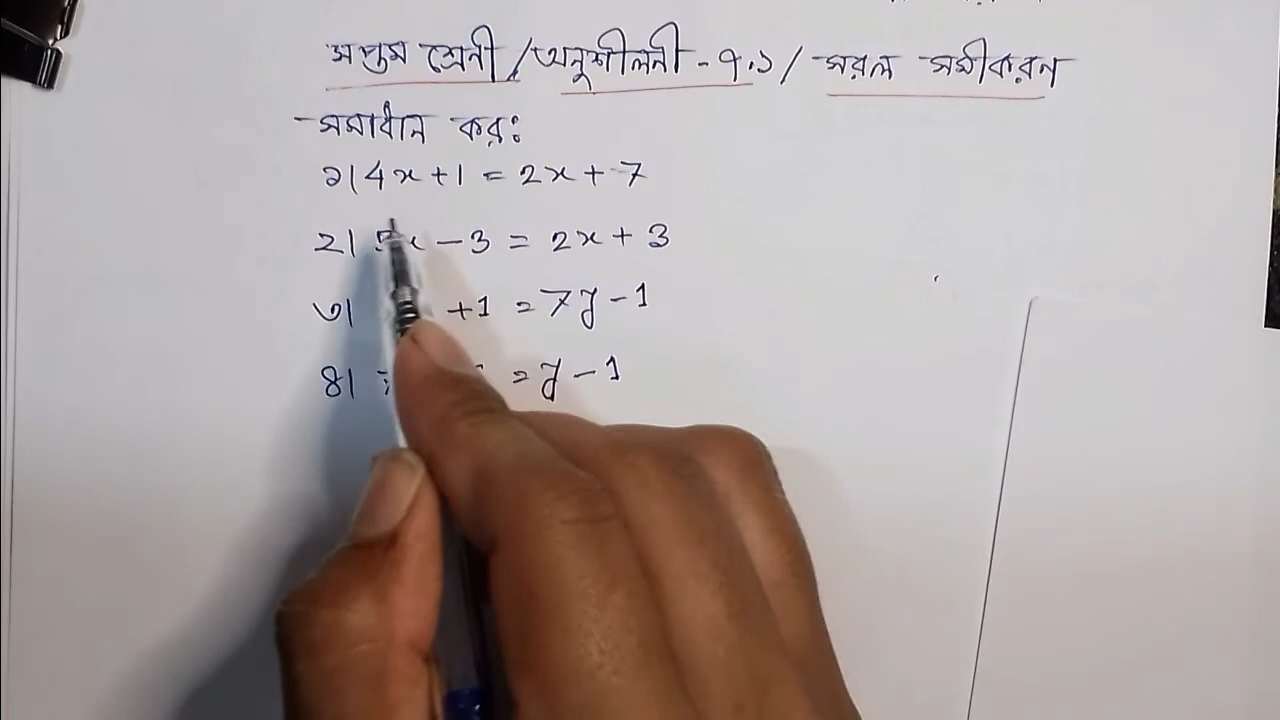 সপ্তম শ্রেনী / অনুশীলনী - ৭.১ / সরল সমীকরণ
সমাধান কর:
১| 4x + 1 = 2x + 7
২| 5x - 3 = 2x + 3
৩| +1 = 7y - 1
৪| = y - 1